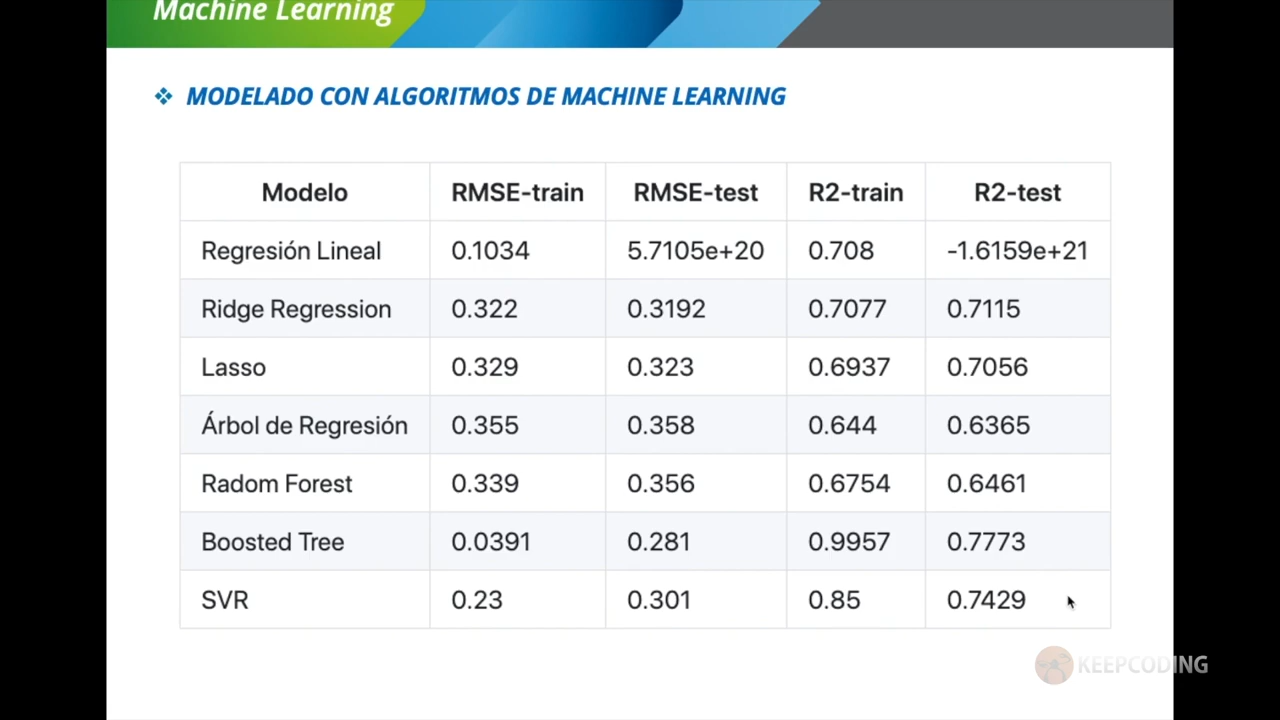 Machine Learning
❖ MODELADO CON ALGORITMOS DE MACHINE LEARNING
Modelo RMSE-train RMSE-test R2-train R2-test
Regresión Lineal 0.1034 5.7105e+20 0.708 -1.6159e+21
Ridge Regression 0.322 0.3192 0.7077 0.7115
Lasso 0.329 0.323 0.6937 0.7056
Árbol de Regresión 0.355 0.358 0.644 0.6365
Radom Forest 0.339 0.356 0.6754 0.6461
Boosted Tree 0.0391 0.281 0.9957 0.7773
SVR 0.23 0.301 0.85 0.7429
KEEPCODING